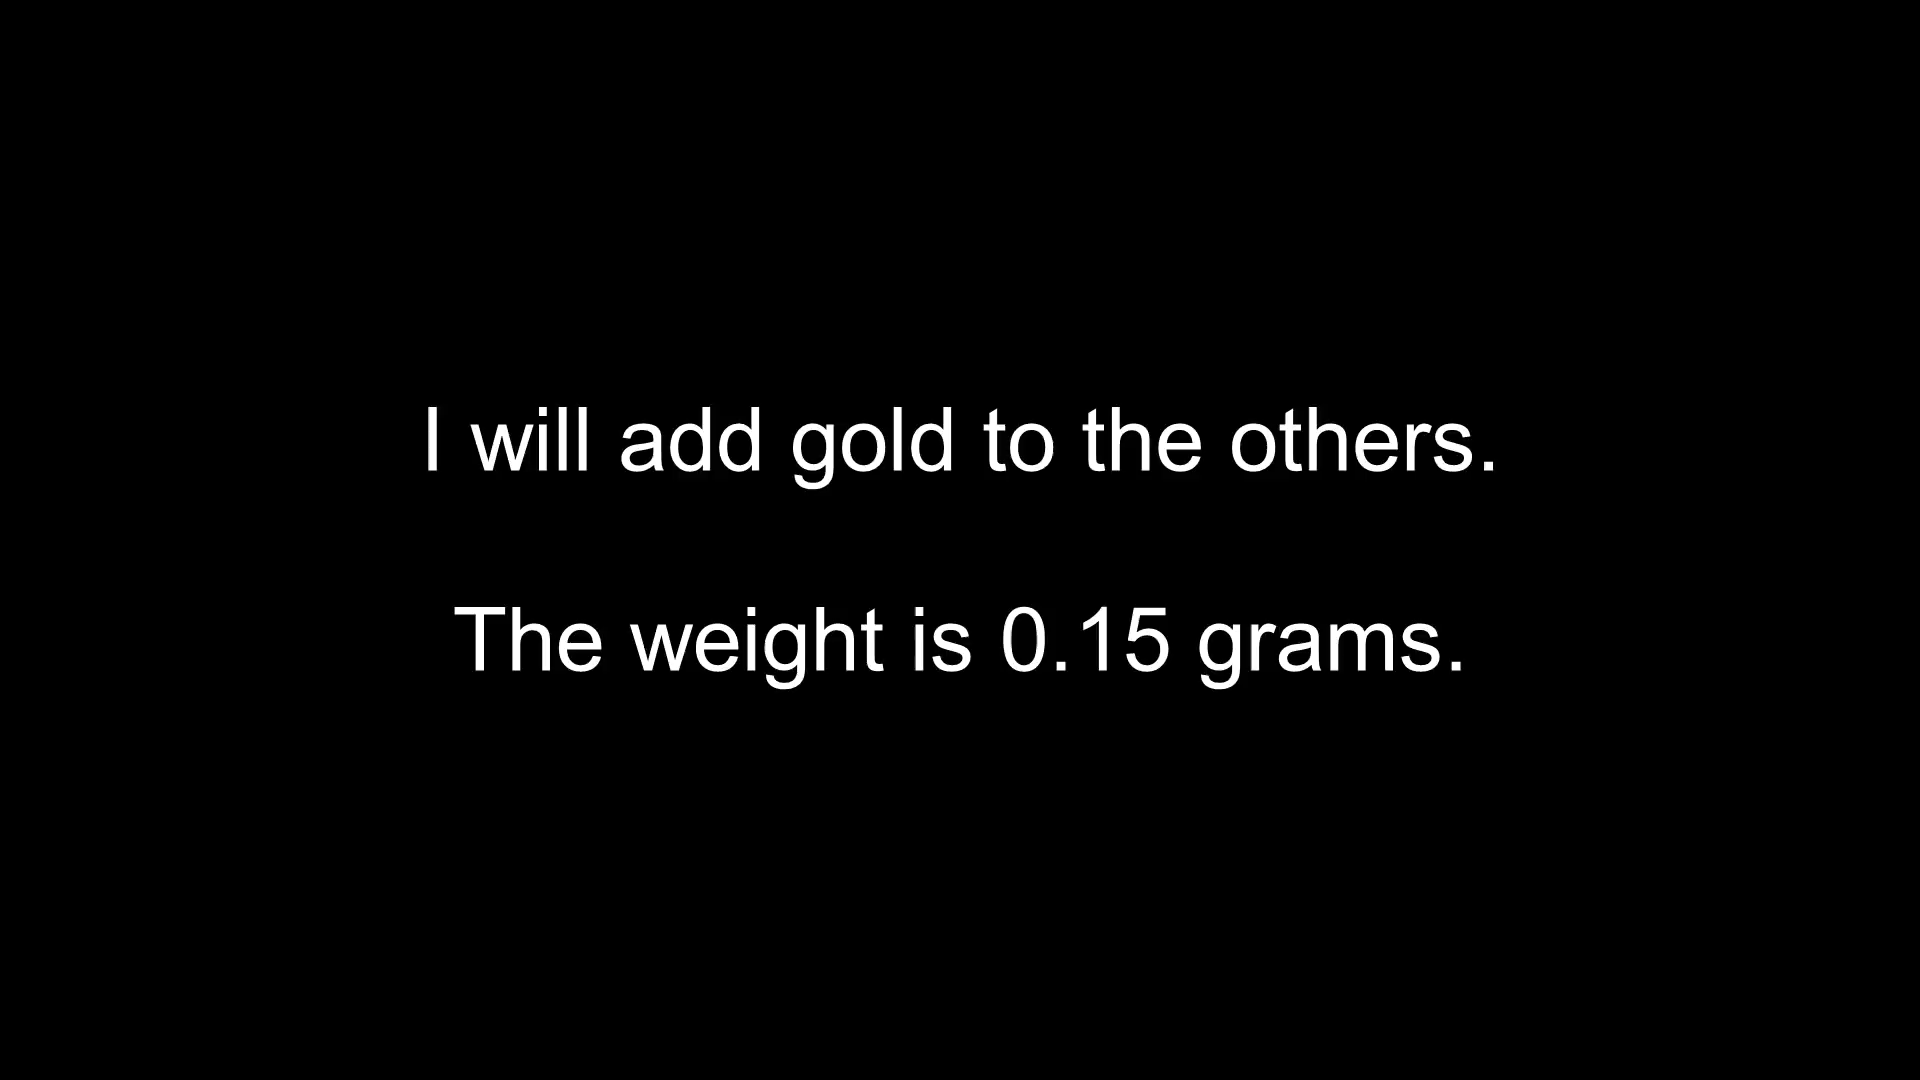 I will add gold to the others.
The weight is 0.15 grams.